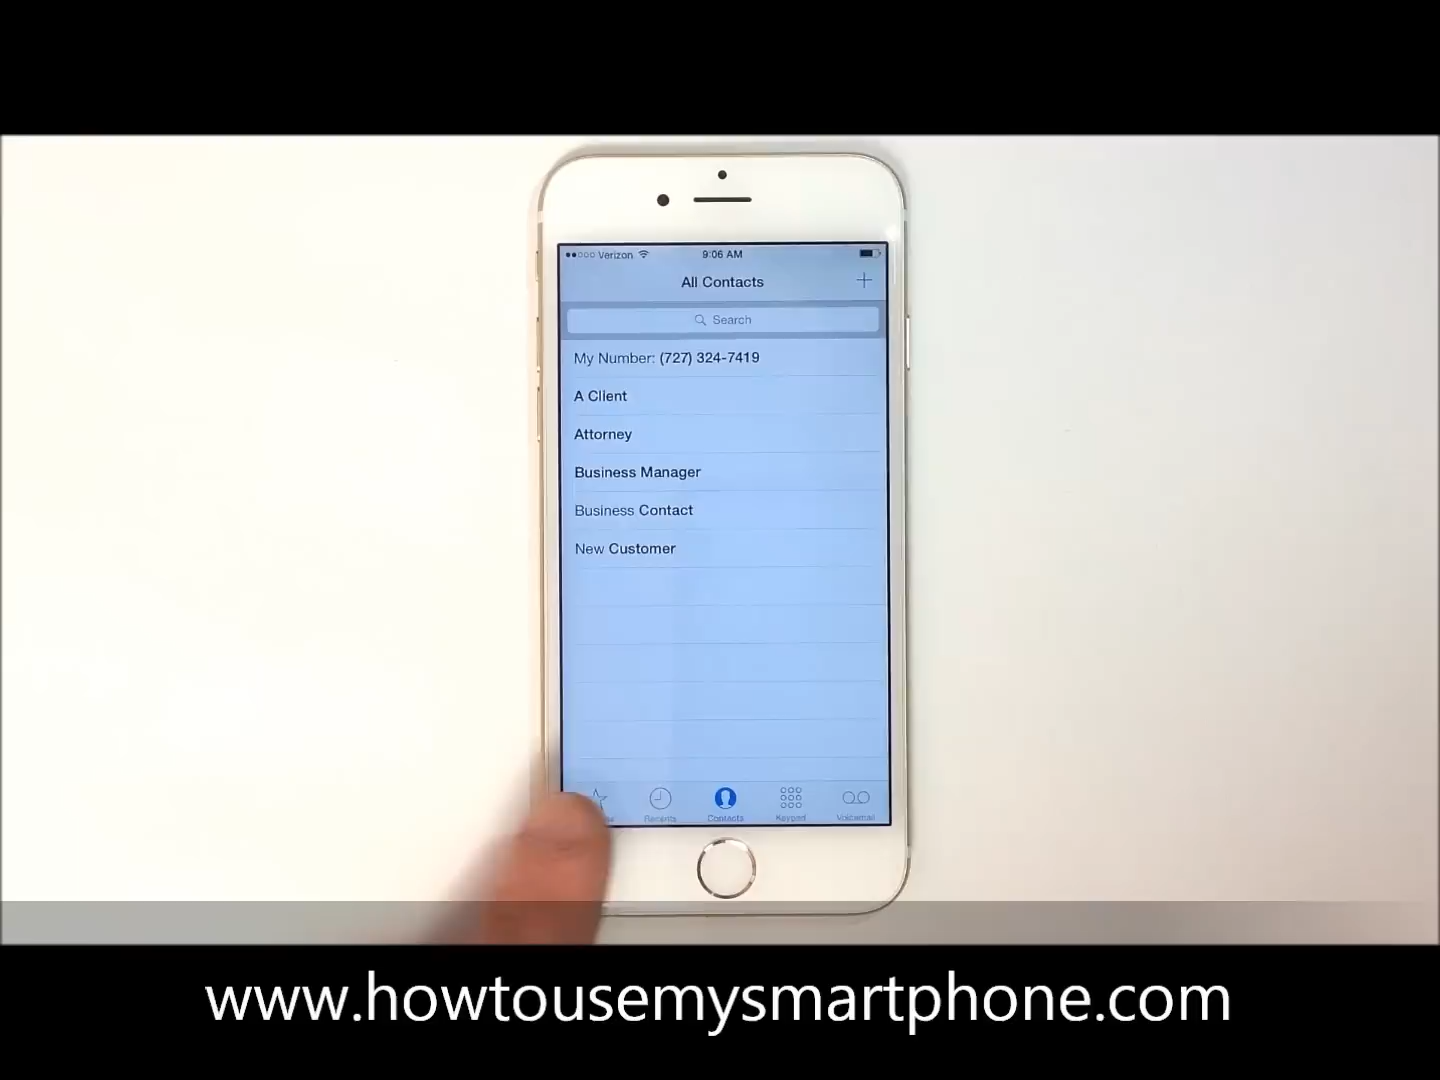 Verizon 9:06 AM
All Contacts +
Search
My Number: (727) 324-7419
A Client
Attorney
Business Manager
Business Contact
New Customer
Recents Contacts Keypad Voicemail
www.howtousemysmartphone.com